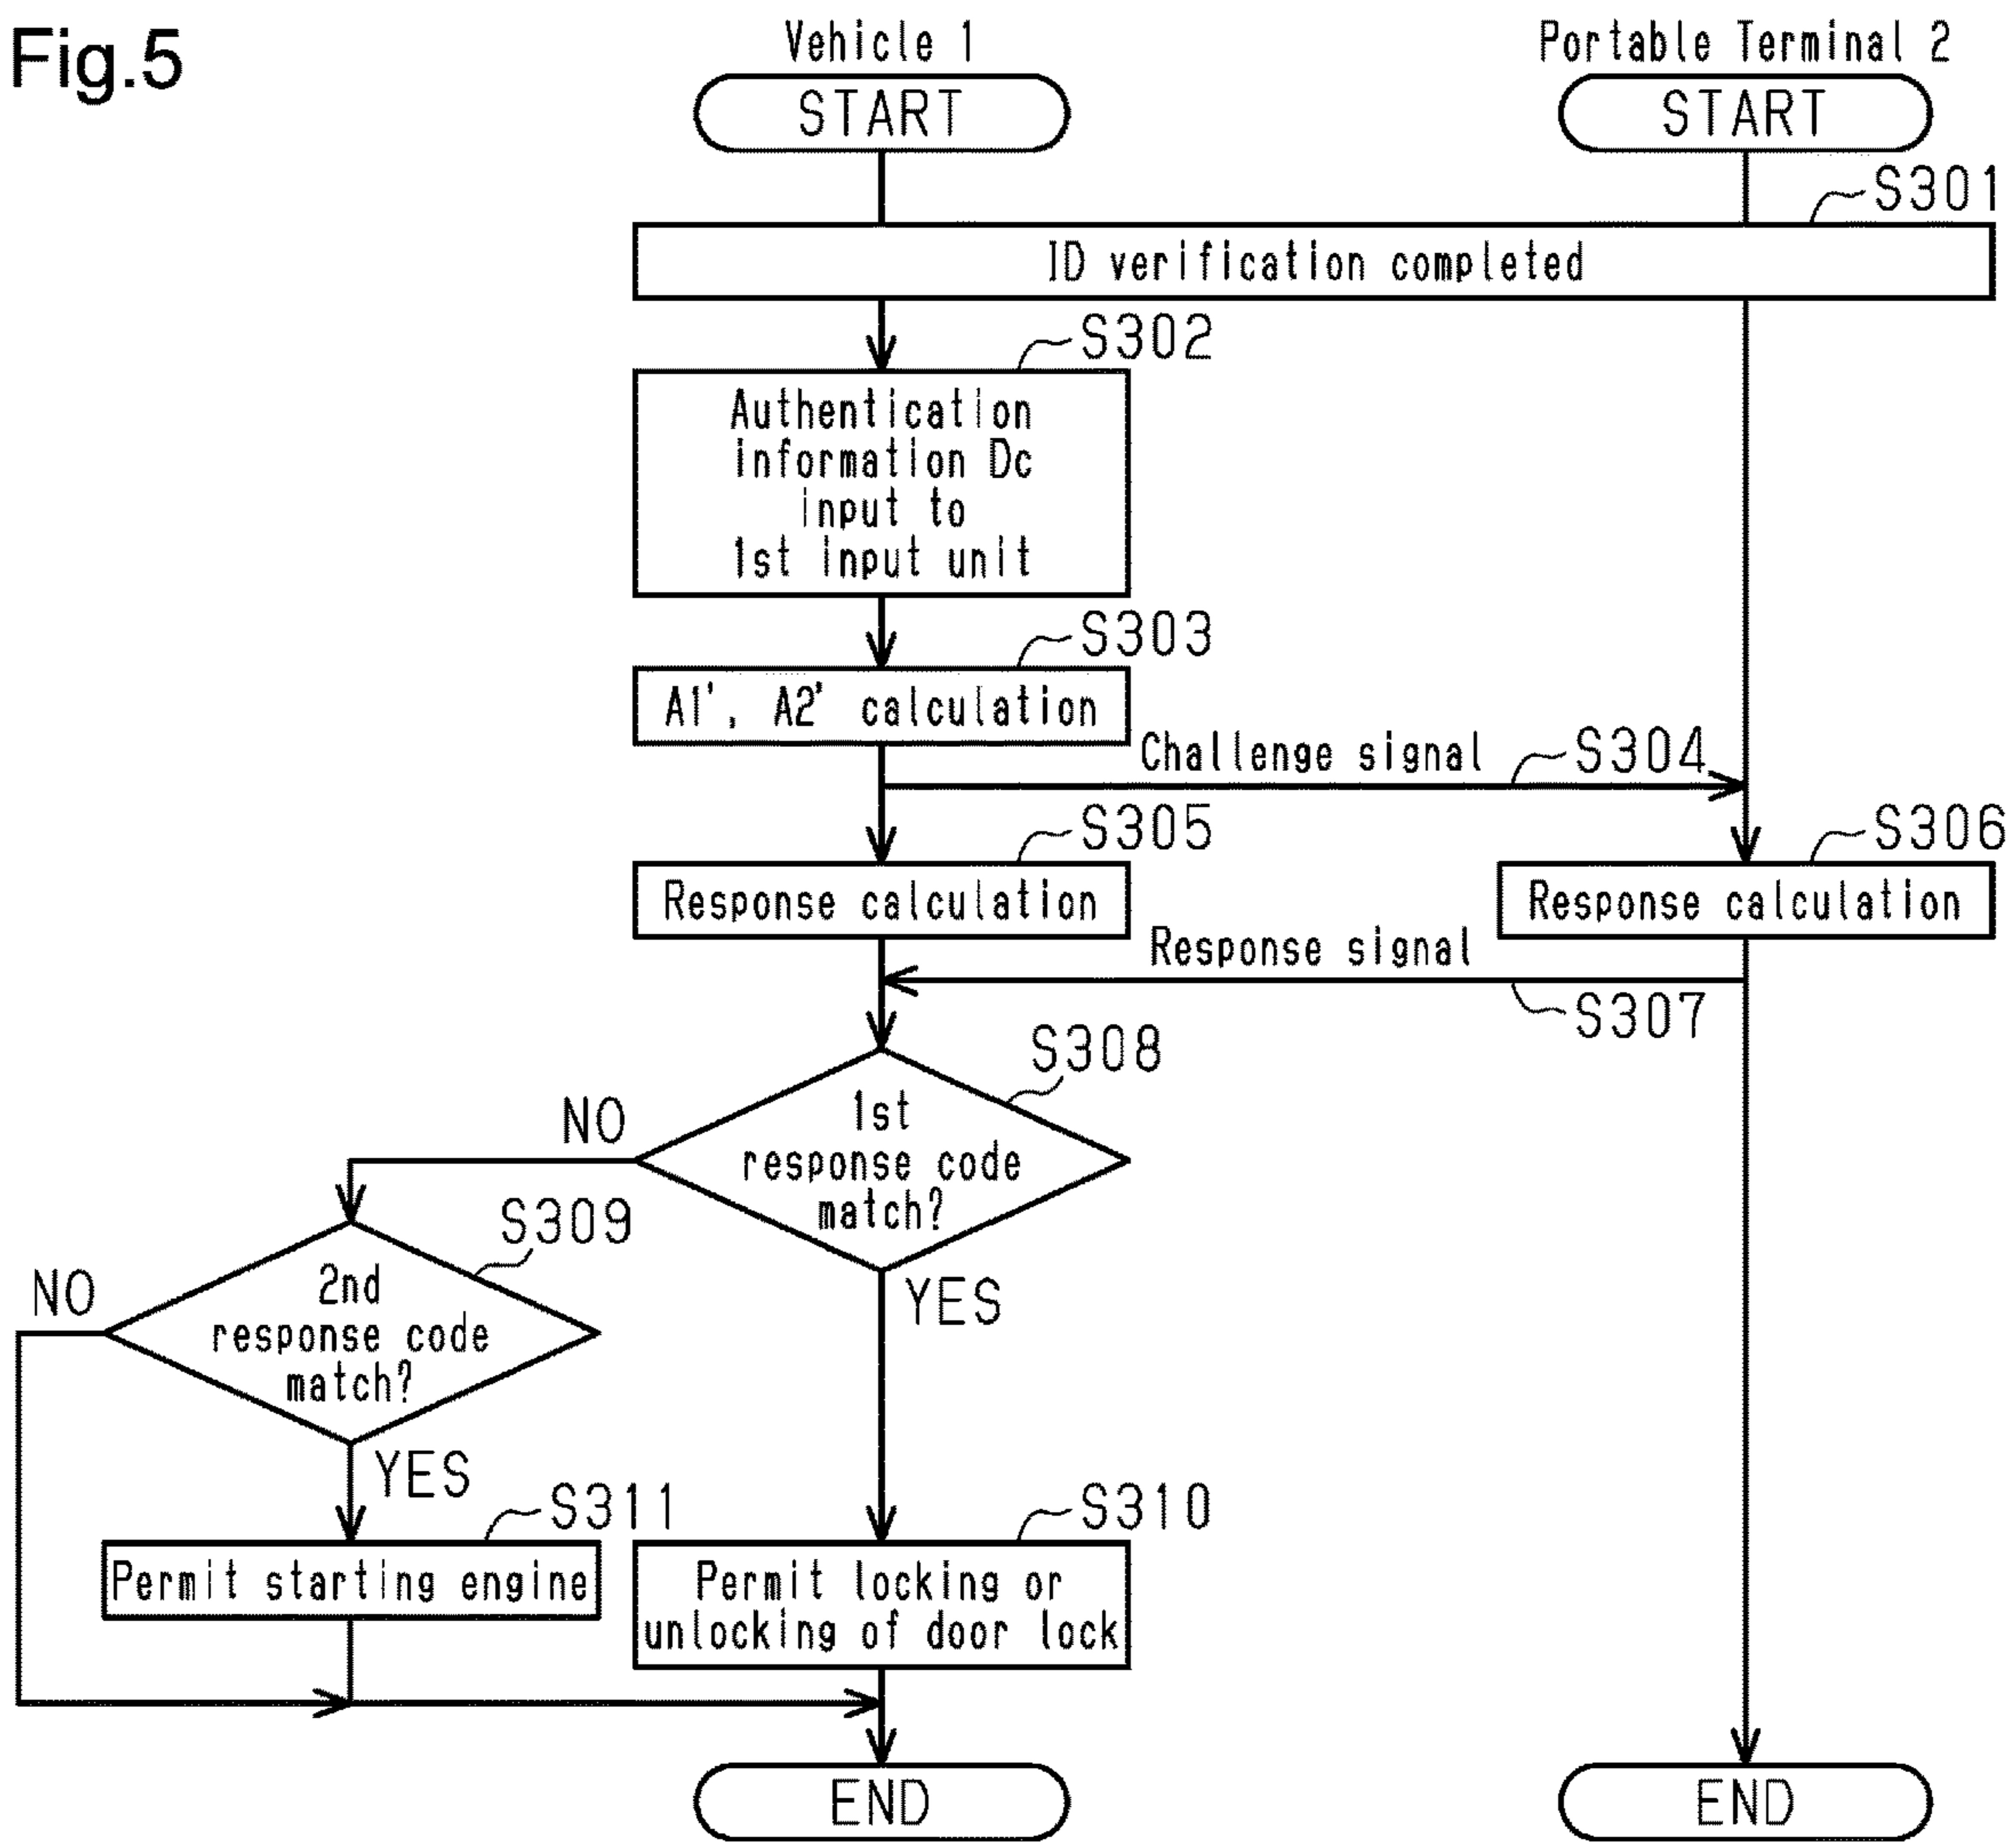 Fig.5
Vehicle 1
Portable Terminal 2
START
START
S301
ID verification completed
S302
Authentication
information Dc
input to
1st input unit
S303
A1', A2' calculation
Challenge signal
S304
S305
S306
Response calculation
Response calculation
Response signal
S307
S308
1st
response code
match?
NO
YES
S309
2nd
response code
match?
NO
YES
S311
S310
Permit starting engine
Permit locking or
unlocking of door lock
END
END